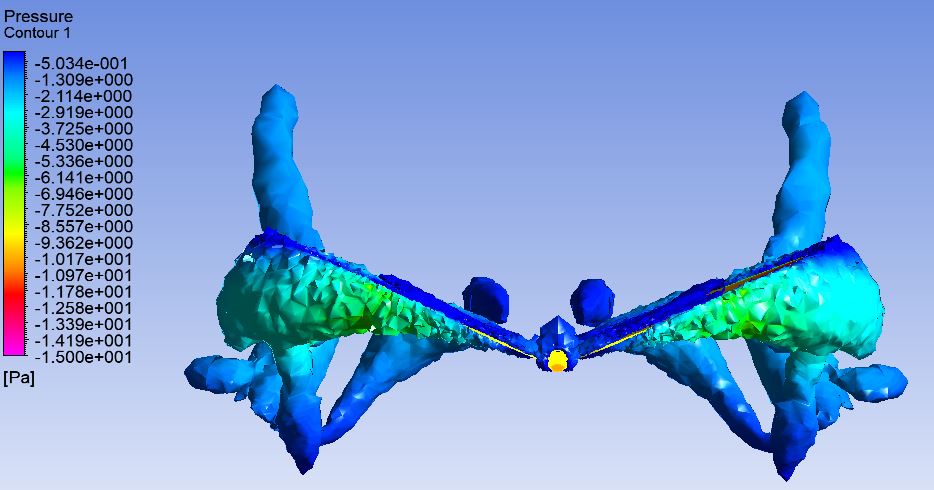 Pressure
Contour 1
-5.034e-001
-1.309e+000
-2.114e+000
-2.919e+000
-3.725e+000
-4.530e+000
-5.336e+000
-6.141e+000
-6.946e+000
-7.752e+000
-8.557e+000
-9.362e+000
-1.017e+001
-1.097e+001
-1.178e+001
-1.258e+001
-1.339e+001
-1.419e+001
-1.500e+001
[Pa]